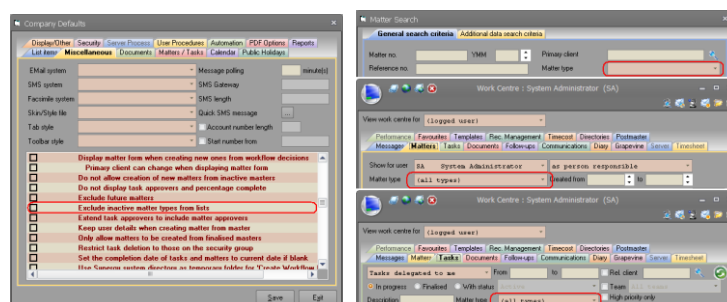 Company Defaults
Display/Other Security Server Process User Procedures Automation PDF Options Reports
List items Miscellaneous Documents Matters / Tasks Calendar Public Holidays
EMail system
Message polling
minute(s)
SMS system
SMS Gateway
Facsimile system
SMS length
Skin/Style file
Quick SMS message
...
Tab style
Account number length
Toolbar style
Start number from
Display matter form when creating new ones from workflow decisions
Primary client can change when displaying matter form
Do not allow creation of new matters from inactive masters
Do not display task approvers and percentage complete
Exclude future matters
Exclude inactive matter types from lists
Extend task approvers to include matter approvers
Keep user details when creating matter from master
Only allow matters to be created from finalised masters
Restrict task deletion to those on the security group
Set the completion date of tasks and matters to current date if blank
Save Exit
Matter Search
General search criteria Additional data search criteria
Matter no. YMM Primary client
Reference no. Matter type
Work Centre : System Administrator (SA)
View work centre for (logged user)
Performance Favourites Templates Rec. Management Timecost Directories Postmaster
Messages Matters Tasks Documents Follow-ups Communications Diary Grapevine Server Timesheet
Show for user SA System Administrator as person responsible
Matter type (all types) Created from to
Work Centre : System Administrator (SA)
View work centre for (logged user)
Performance Favourites Templates Rec. Management Timecost Directories Postmaster
Messages Matters Tasks Documents Follow-ups Communications Diary Grapevine Server Timesheet
Tasks delegated to me From to Rel. client
In progress Finalised With status Team
Description Matter type (all types) High priority only